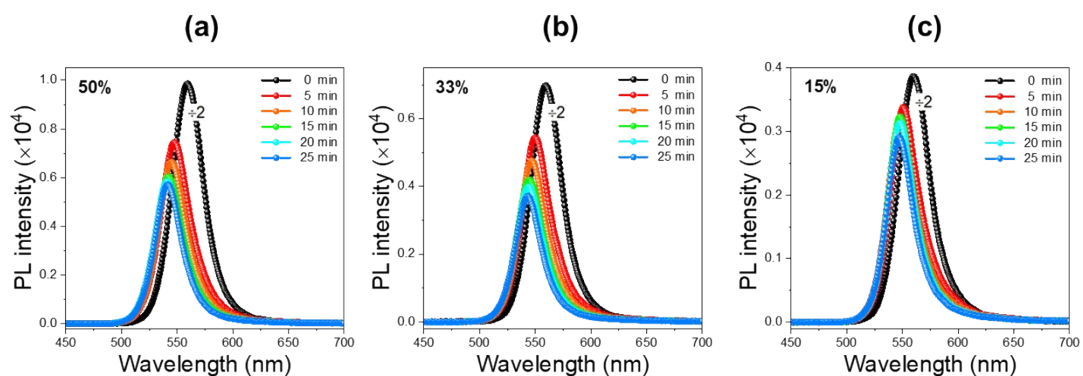 (a)
(b)
(c)
50%
0 min
5 min
10 min
15 min
20 min
25 min
÷2
1.0
0.8
0.6
0.4
0.2
0.0
PL intensity (×10⁴)
450 500 550 600 650 700
Wavelength (nm)
33%
0 min
5 min
10 min
15 min
20 min
25 min
÷2
0.6
0.4
0.2
0.0
PL intensity (×10⁴)
450 500 550 600 650 700
Wavelength (nm)
15%
0 min
5 min
10 min
15 min
20 min
25 min
÷2
0.4
0.3
0.2
0.1
0.0
PL intensity (×10⁴)
450 500 550 600 650 700
Wavelength (nm)